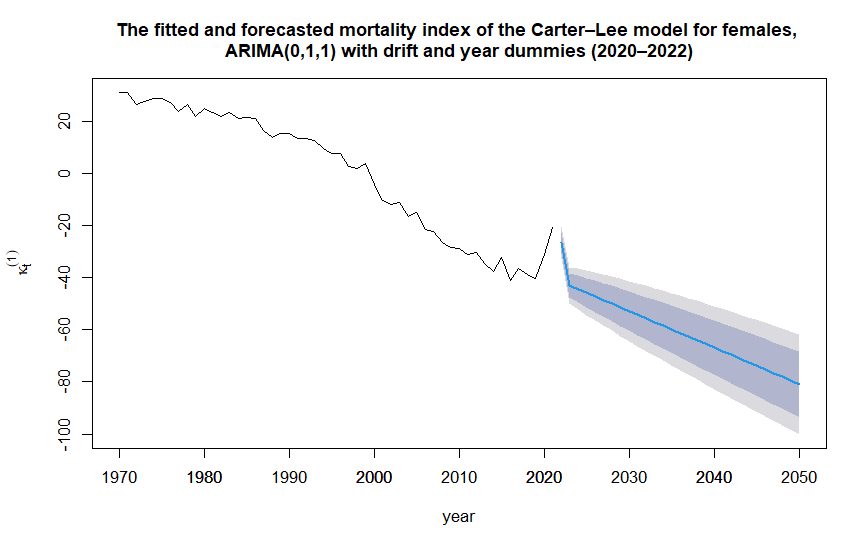 The fitted and forecasted mortality index of the Carter–Lee model for females,
ARIMA(0,1,1) with drift and year dummies (2020–2022)
κt(1)
20
0
-20
-40
-60
-80
-100
1970 1980 1990 2000 2010 2020 2030 2040 2050
year